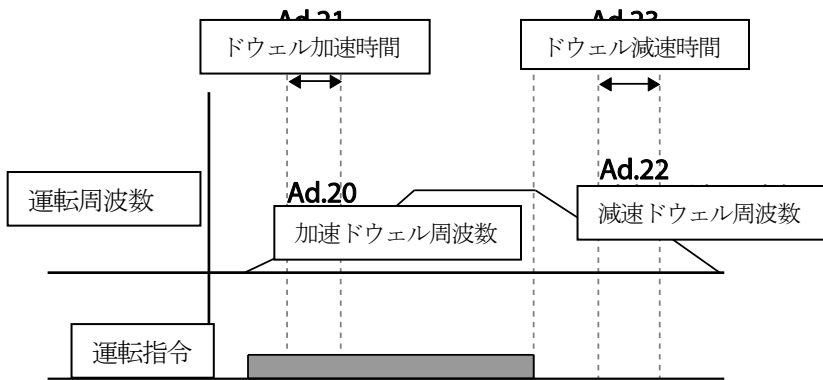 Ad.21
Ad.23
ドウェル加速時間
ドウェル減速時間
Ad.22
Ad.20
運転周波数
減速ドウェル周波数
加速ドウェル周波数
運転指令